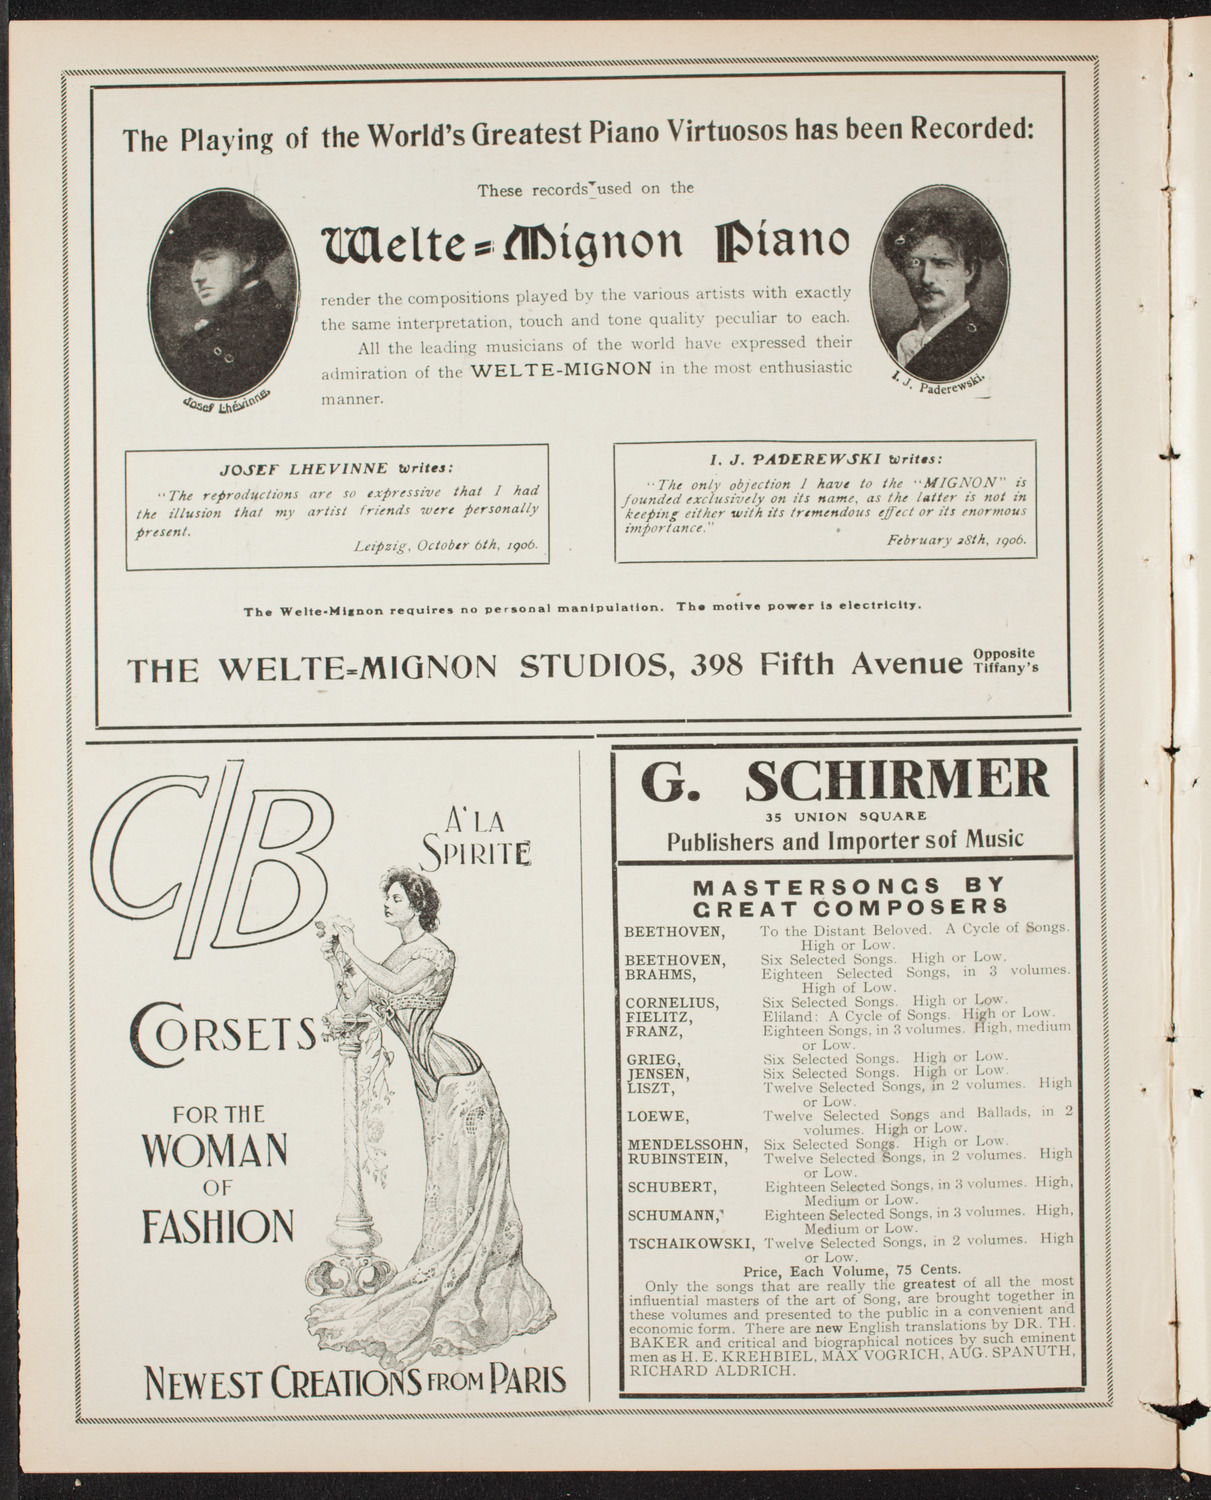 The Playing of the World's Greatest Piano Virtuosos has been Recorded:
These records used on the
Welte=Mignon Piano
render the compositions played by the various artists with exactly
the same interpretation, touch and tone quality peculiar to each.
All the leading musicians of the world have expressed their
admiration of the WELTE-MIGNON in the most enthusiastic
manner.
Josef Lhévinne.
I. J. Paderewski.
JOSEF LHEVINNE writes:
"The reproductions are so expressive that I had
the illusion that my artist friends were personally
present.
Leipzig, October 6th, 1906.
I. J. PADEREWSKI writes:
"The only objection I have to the "MIGNON" is
founded exclusively on its name, as the latter is not in
keeping either with its tremendous effect or its enormous
importance."
February 28th, 1906.
The Welte-Mignon requires no personal manipulation. The motive power is electricity.
THE WELTE=MIGNON STUDIOS, 398 Fifth Avenue Opposite
Tiffany's
C/B
A'LA
SPIRITE
CORSETS
FOR THE
WOMAN
OF
FASHION
NEWEST CREATIONS FROM PARIS
G. SCHIRMER
35 UNION SQUARE
Publishers and Importer sof Music
MASTERSONGS BY
GREAT COMPOSERS
BEETHOVEN, To the Distant Beloved. A Cycle of Songs.
High or Low.
BEETHOVEN, Six Selected Songs. High or Low.
BRAHMS, Eighteen Selected Songs, in 3 volumes.
High of Low.
CORNELIUS, Six Selected Songs. High or Low.
FIELITZ, Eliland: A Cycle of Songs. High or Low.
FRANZ, Eighteen Songs, in 3 volumes. High, medium
or Low.
GRIEG, Six Selected Songs. High or Low.
JENSEN, Six Selected Songs. High or Low.
LISZT, Twelve Selected Songs, in 2 volumes. High
or Low.
LOEWE, Twelve Selected Songs and Ballads, in 2
volumes. High or Low.
MENDELSSOHN, Six Selected Songs. High or Low.
RUBINSTEIN, Twelve Selected Songs, in 2 volumes. High
or Low.
SCHUBERT, Eighteen Selected Songs, in 3 volumes. High,
Medium or Low.
SCHUMANN, Eighteen Selected Songs, in 3 volumes. High,
Medium or Low.
TSCHAIKOWSKI, Twelve Selected Songs, in 2 volumes. High
or Low.
Price, Each Volume, 75 Cents.
Only the songs that are really the greatest of all the most
influential masters of the art of Song, are brought together in
these volumes and presented to the public in a convenient and
economic form. There are new English translations by DR. TH.
BAKER and critical and biographical notices by such eminent
men as H. E. KREHBIEL, MAX VOGRICH, AUG. SPANUTH,
RICHARD ALDRICH.